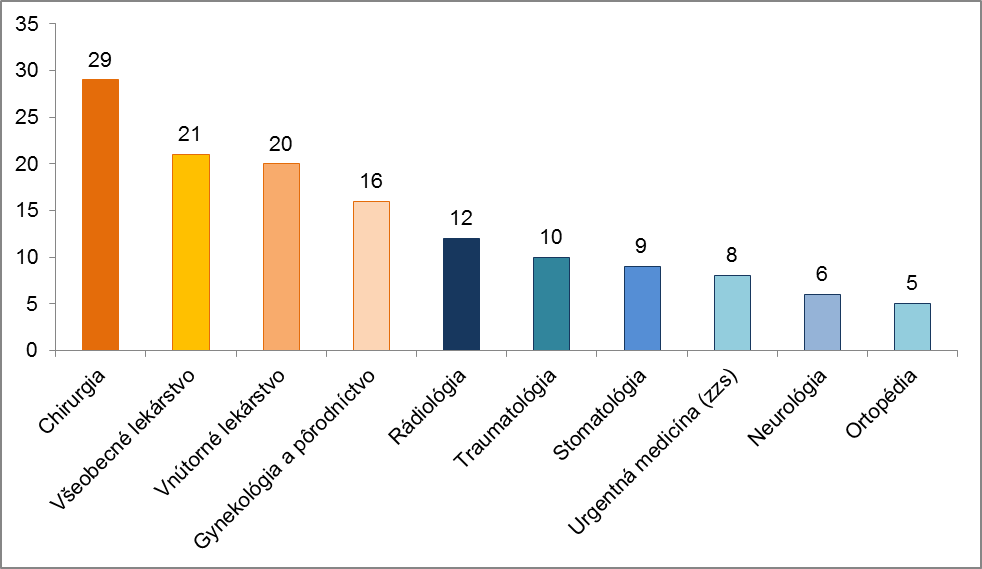 35
30
25
20
15
10
5
0
29
21
20
16
12
10
9
8
6
5
Chirurgia
Všeobecné lekárstvo
Vnútorné lekárstvo
Gynekológia a pôrodníctvo
Rádiológia
Traumatológia
Stomatológia
Urgentná medicína (zzs)
Neurológia
Ortopédia